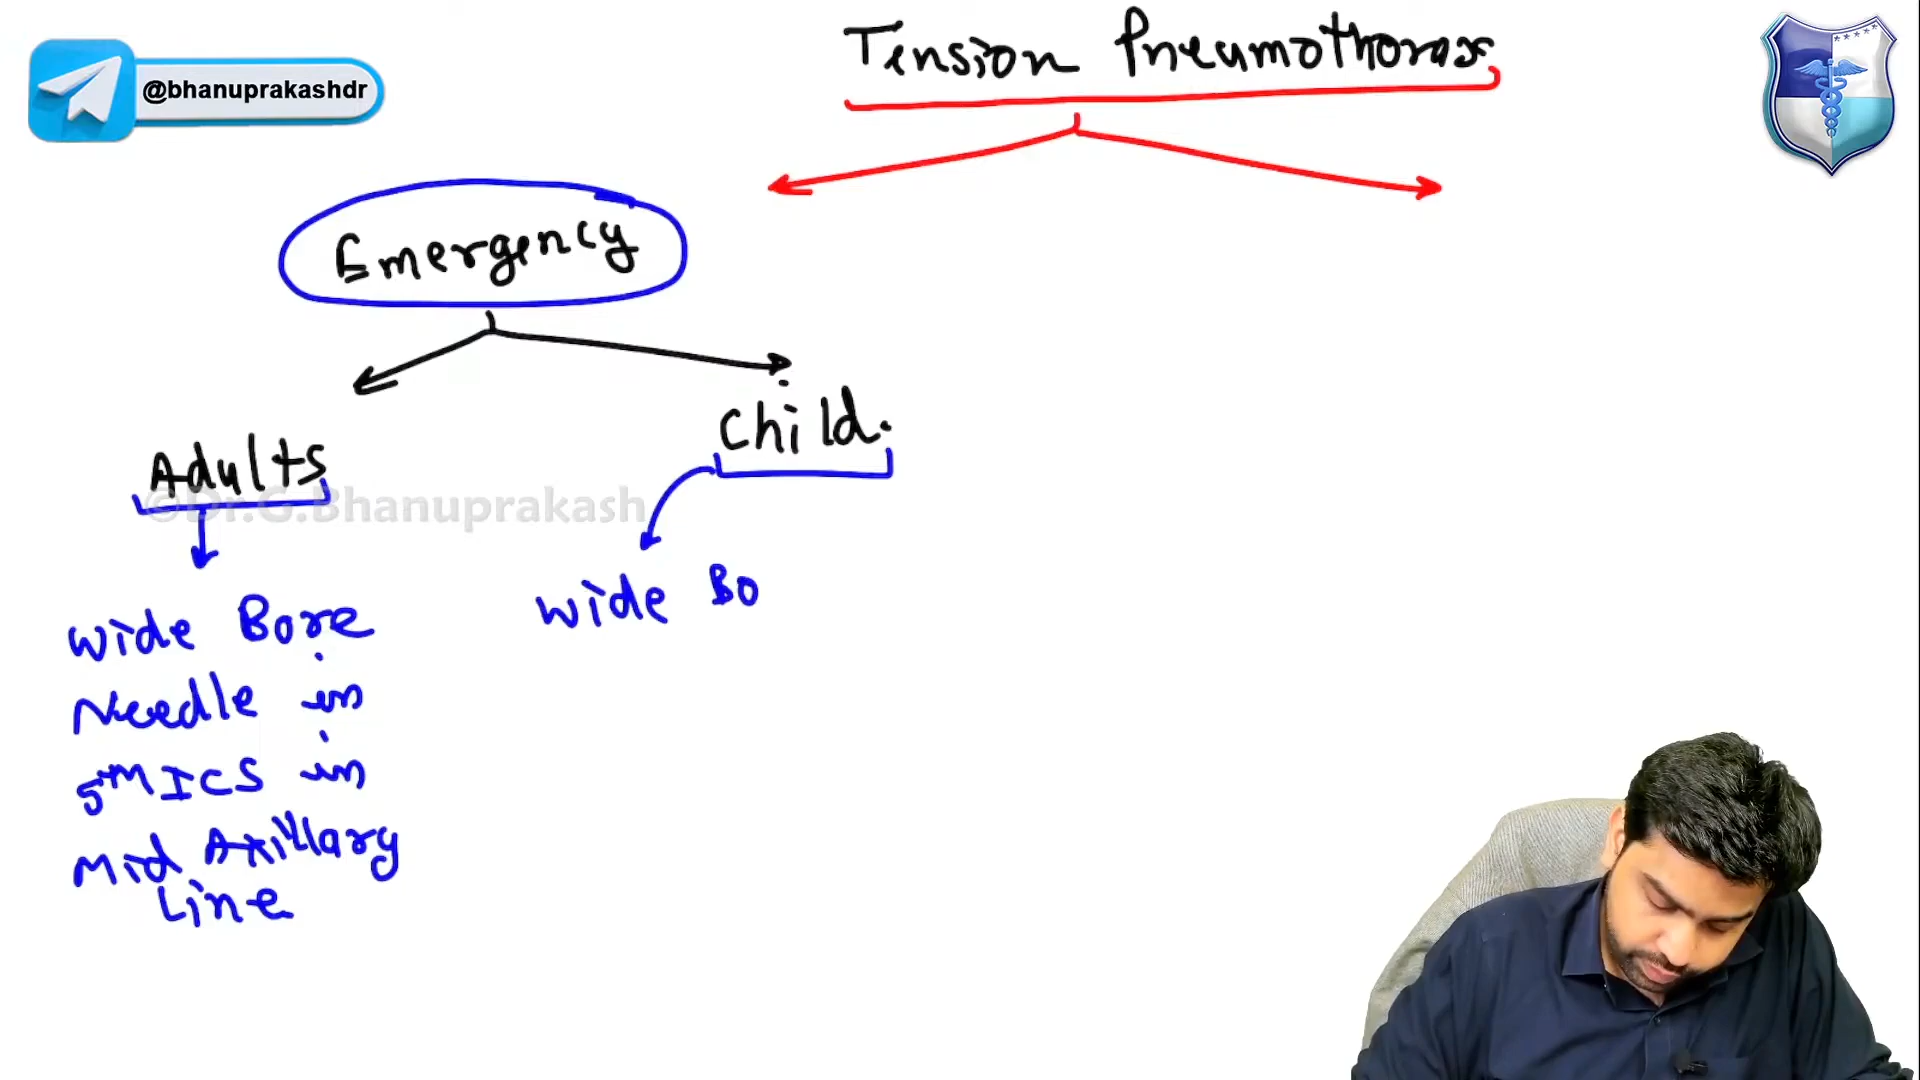 @bhanuprakashdr
Tension Pneumothorax
Emergency
Adults
Child.
©Dr.G.Bhanuprakash
Wide Bore
Needle in
5th ICS in
Mid Axillary
Line
Wide Bo